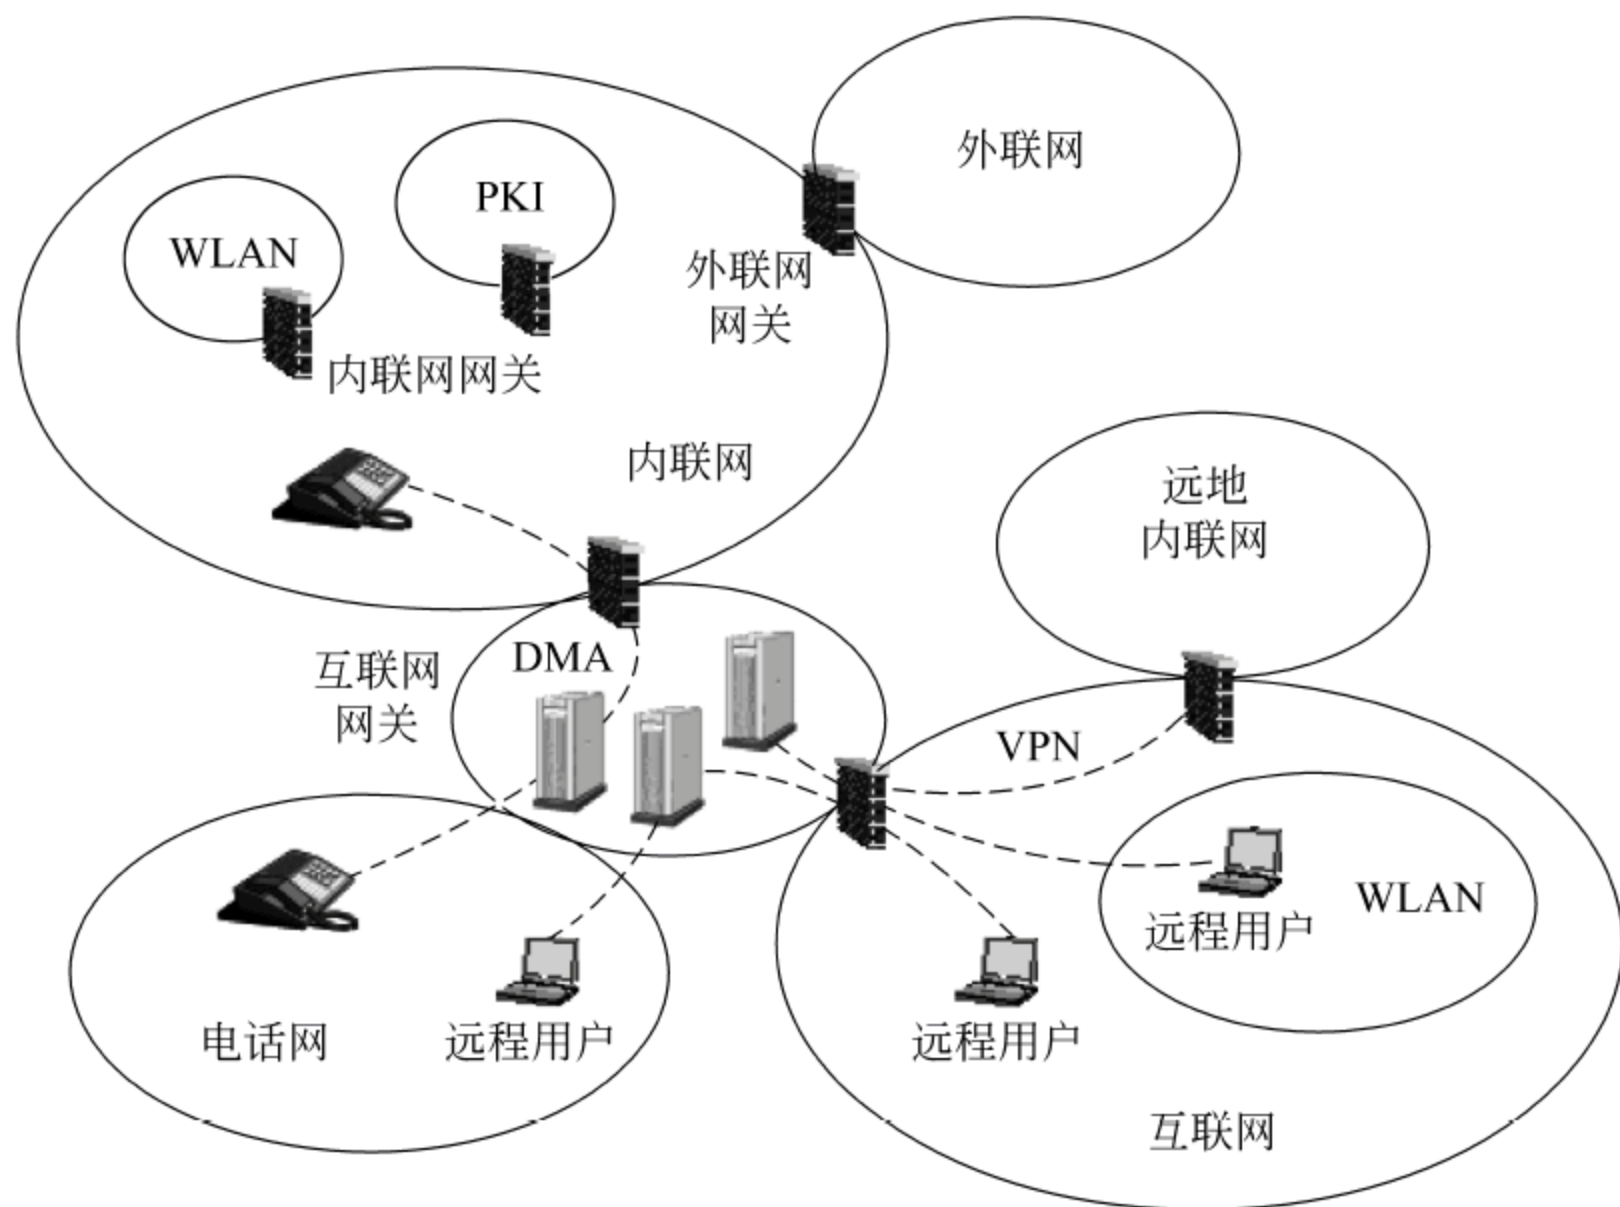 外联网
PKI
WLAN
外联网
网关
内联网网关
内联网
远地
内联网
DMA
互联网
网关
VPN
WLAN
远程用户
电话网
远程用户
远程用户
互联网